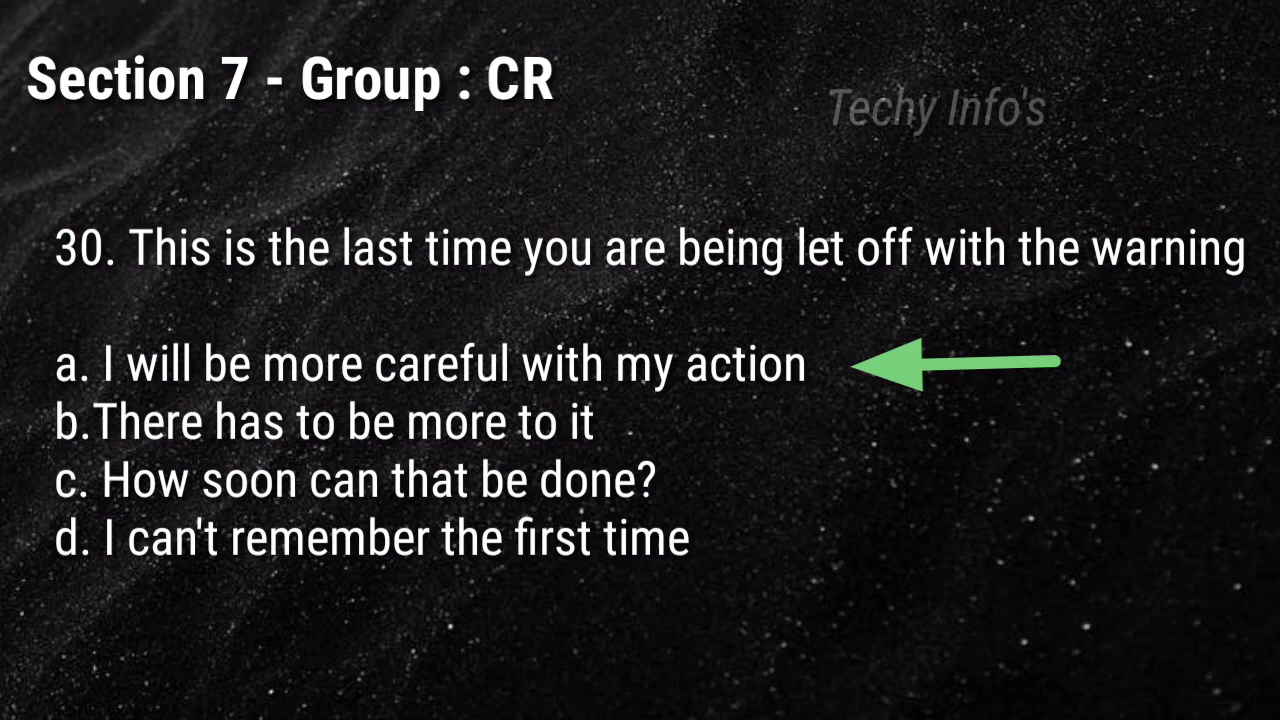 Section 7 - Group : CR
Techy Info's
30. This is the last time you are being let off with the warning
a. I will be more careful with my action
b.There has to be more to it
c. How soon can that be done?
d. I can't remember the first time